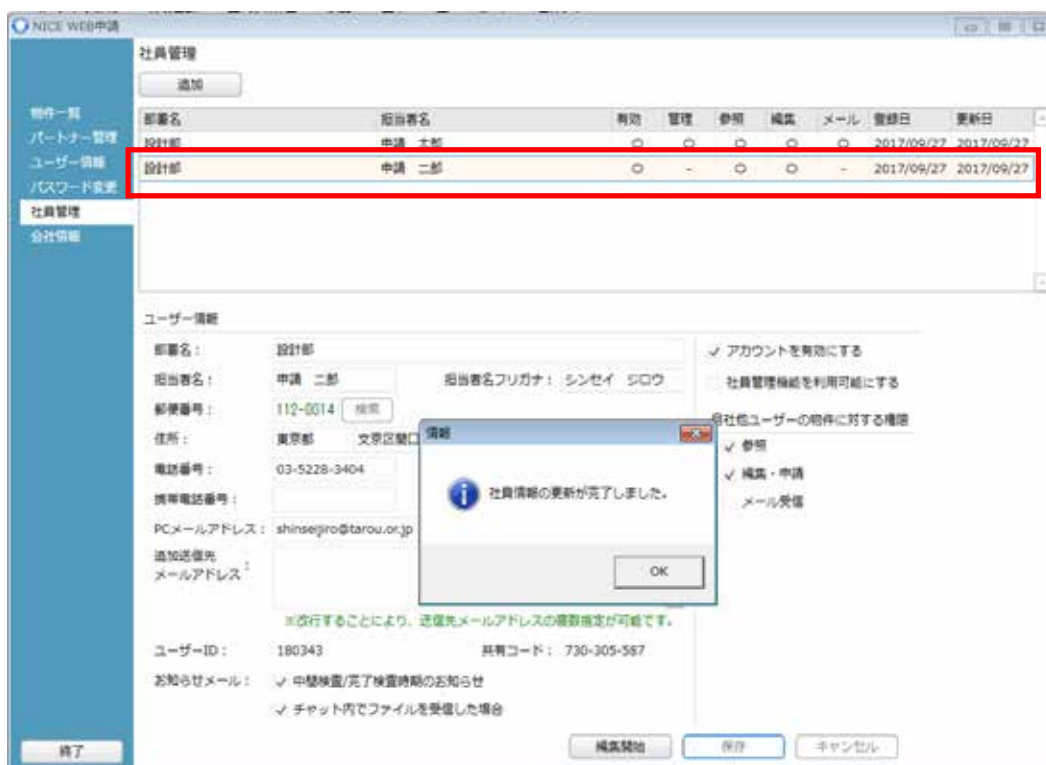 NICE WEB申請
社員管理
追加
物件一覧
パートナー管理
ユーザー情報
パスワード変更
社員管理
会社情報
部署名 担当者名 有効 管理 参照 編集 メール 登録日 更新日
設計部 申請 太郎 ○ ○ ○ ○ ○ 2017/09/27 2017/09/27
設計部 申請 二郎 ○ - ○ ○ - 2017/09/27 2017/09/27
ユーザー情報
部署名: 設計部
担当者名: 申請 二郎 担当者名フリガナ: シンセイ ジロウ
郵便番号: 112-0014 検索
住所: 東京都 文京区関口
電話番号: 03-5228-3404
携帯電話番号:
PCメールアドレス: shinseijiro@tarou.or.jp
追加送信先
メールアドレス:
※改行することにより、送信先メールアドレスの複数指定が可能です。
ユーザーID: 180343 共有コード: 730-305-587
お知らせメール: ✓ 中間検査/完了検査時期のお知らせ
✓ チャット内でファイルを受信した場合
✓ アカウントを有効にする
社員管理機能を利用可能にする
自社他ユーザーの物件に対する権限
✓ 参照
✓ 編集・申請
メール受信
情報
社員情報の更新が完了しました。
OK
終了
編集開始 保存 キャンセル